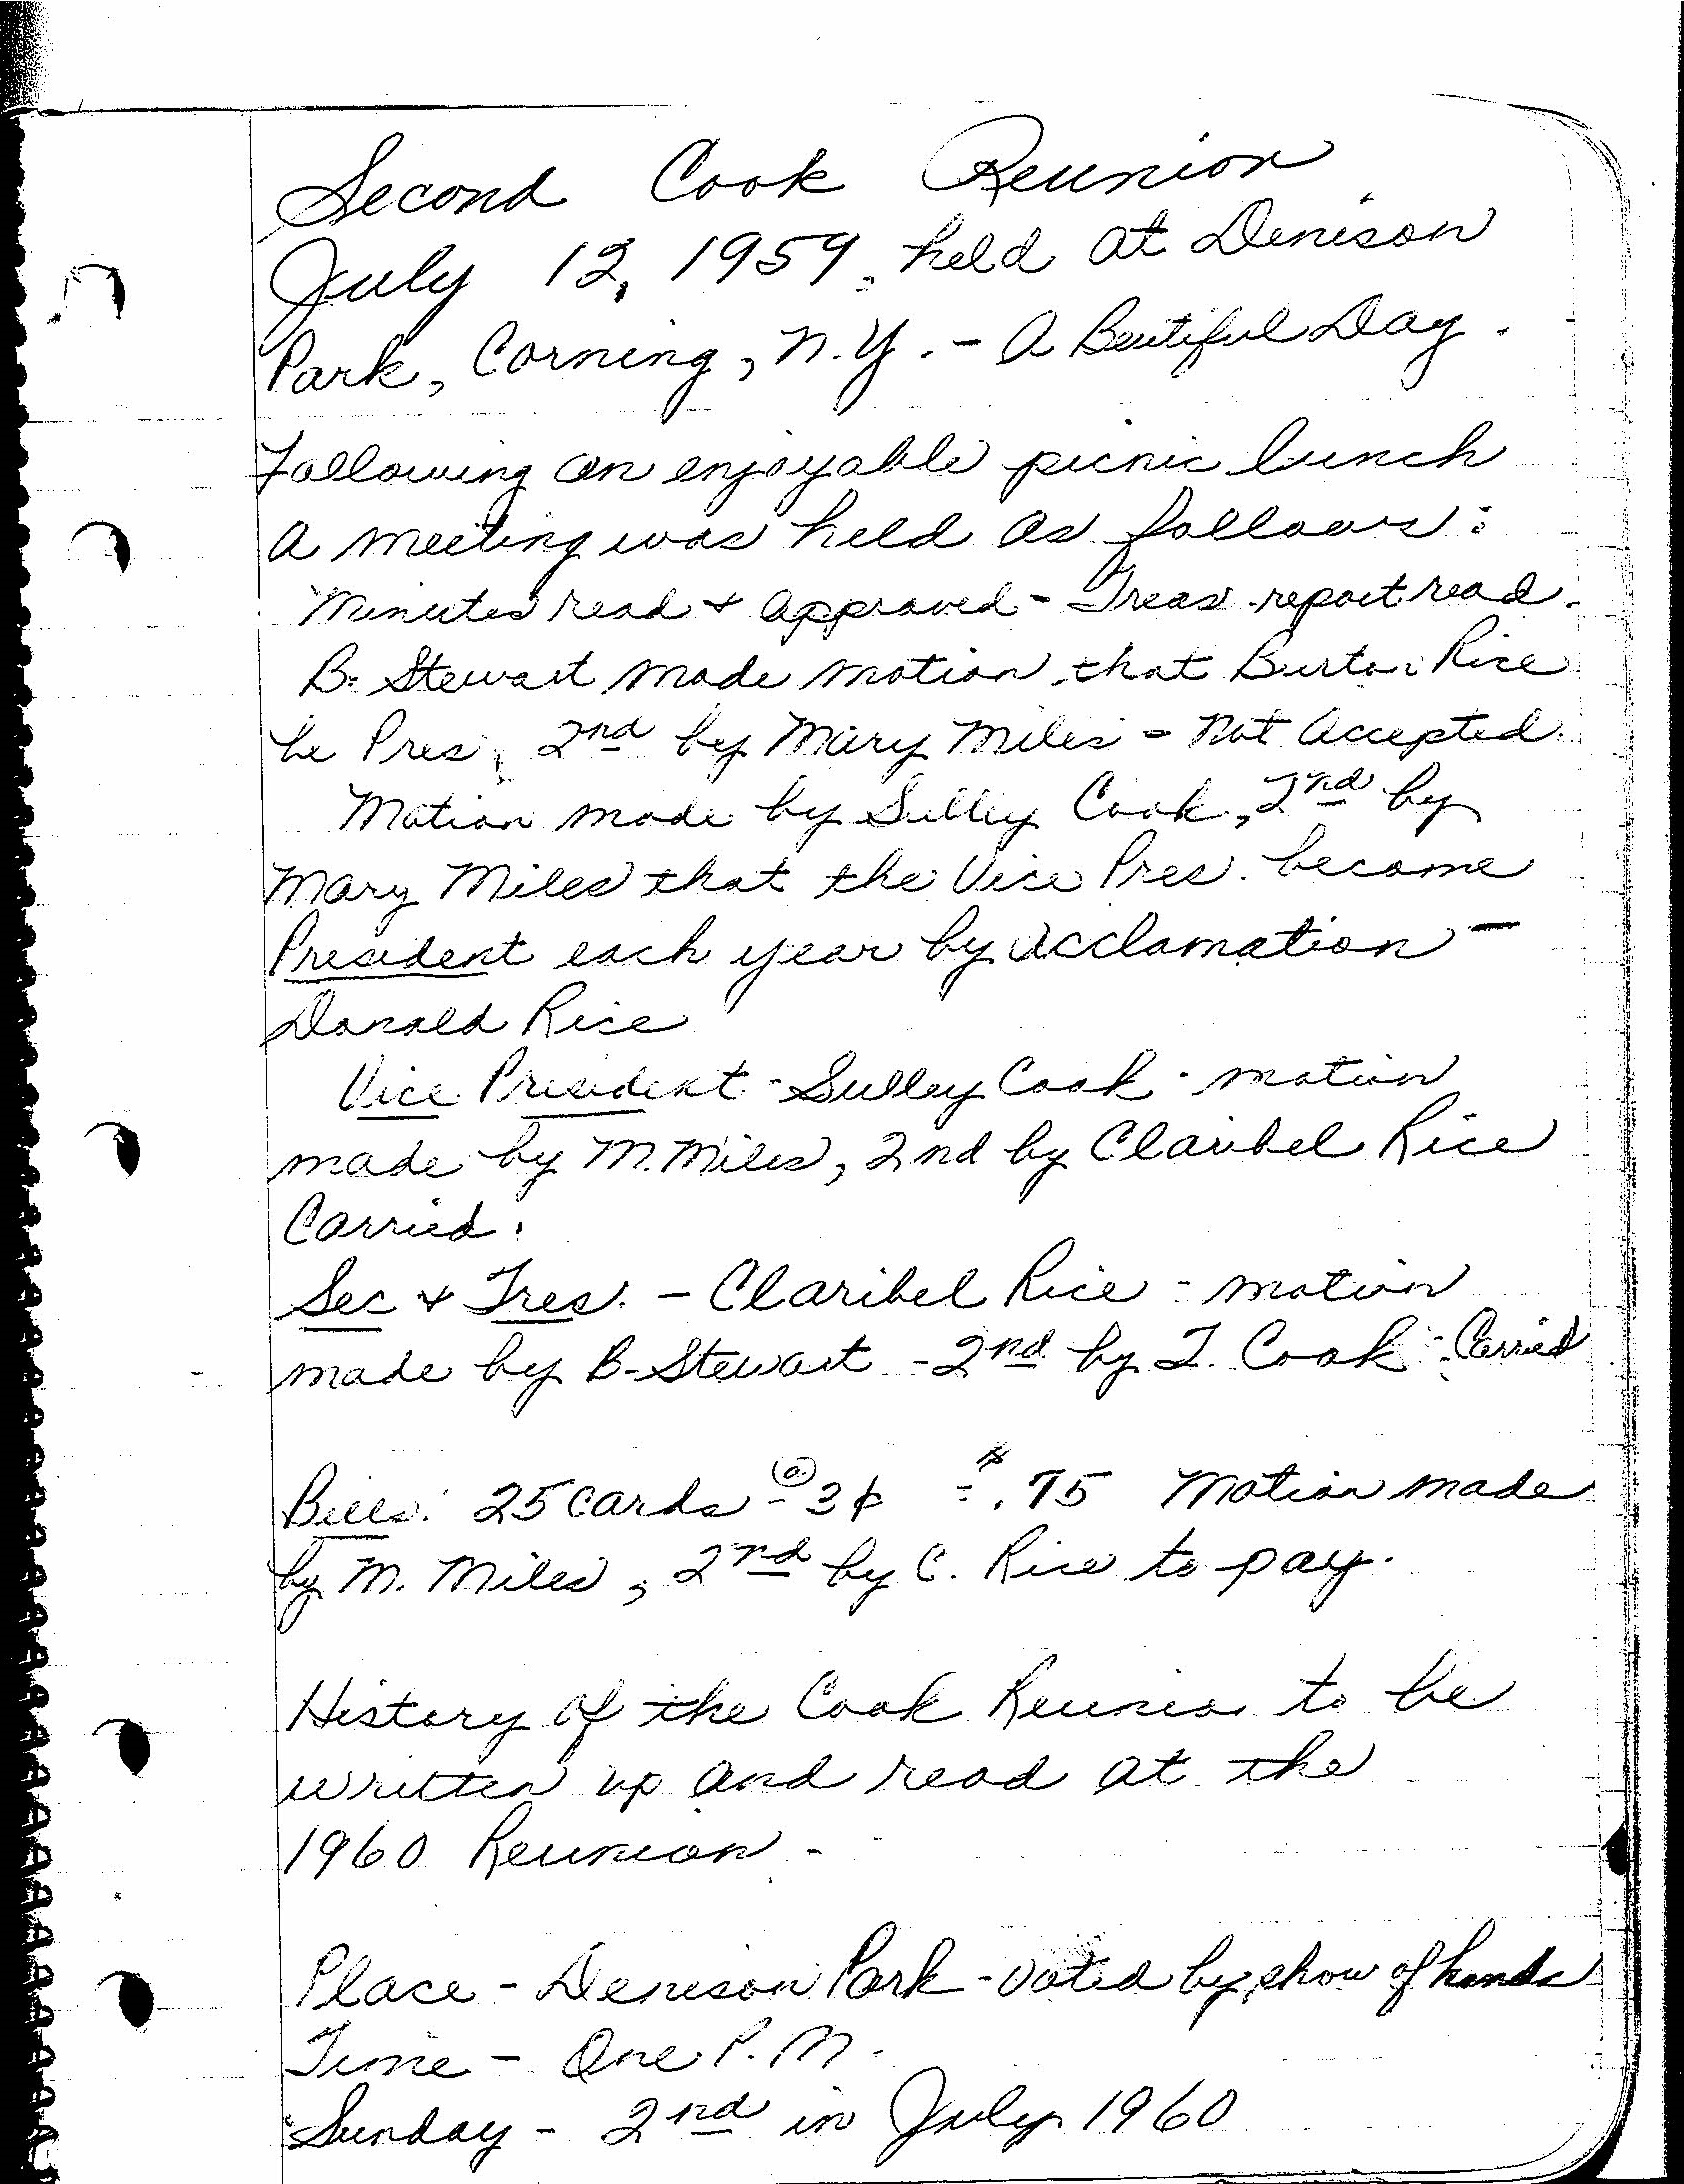 Second Cook Reunion
July 12, 1959, held at Denison
Park, Corning, N.Y. - A Beutiful Day.
Following an enjoyable picnic lunch
a meeting was held as follows:
Minutes read & approved - Treas. report read.
B. Stewart made motion that Burton Rice
be Pres, 2nd by Mary Miles - Not Accepted.
Motion made by Sulley Cook, 2nd by
Mary Miles that the Vice Pres. become
President each year by acclamation -
Donald Rice
Vice President - Sulley Cook - motion
made by M. Miles, 2nd by Claribel Rice
Carried.
Sec & Tres. - Claribel Rice - motion
made by B. Stewart - 2nd by L. Cook - Carried
Bills: 25 cards @ 3¢ = $.75 Motion made
by M. Miles, 2nd by C. Rice to pay.
History of the Cook Reunion to be
written up and read at the
1960 Reunion -
Place - Denison Park - voted by show of hands
Time - One P.M.
Sunday - 2nd in July 1960